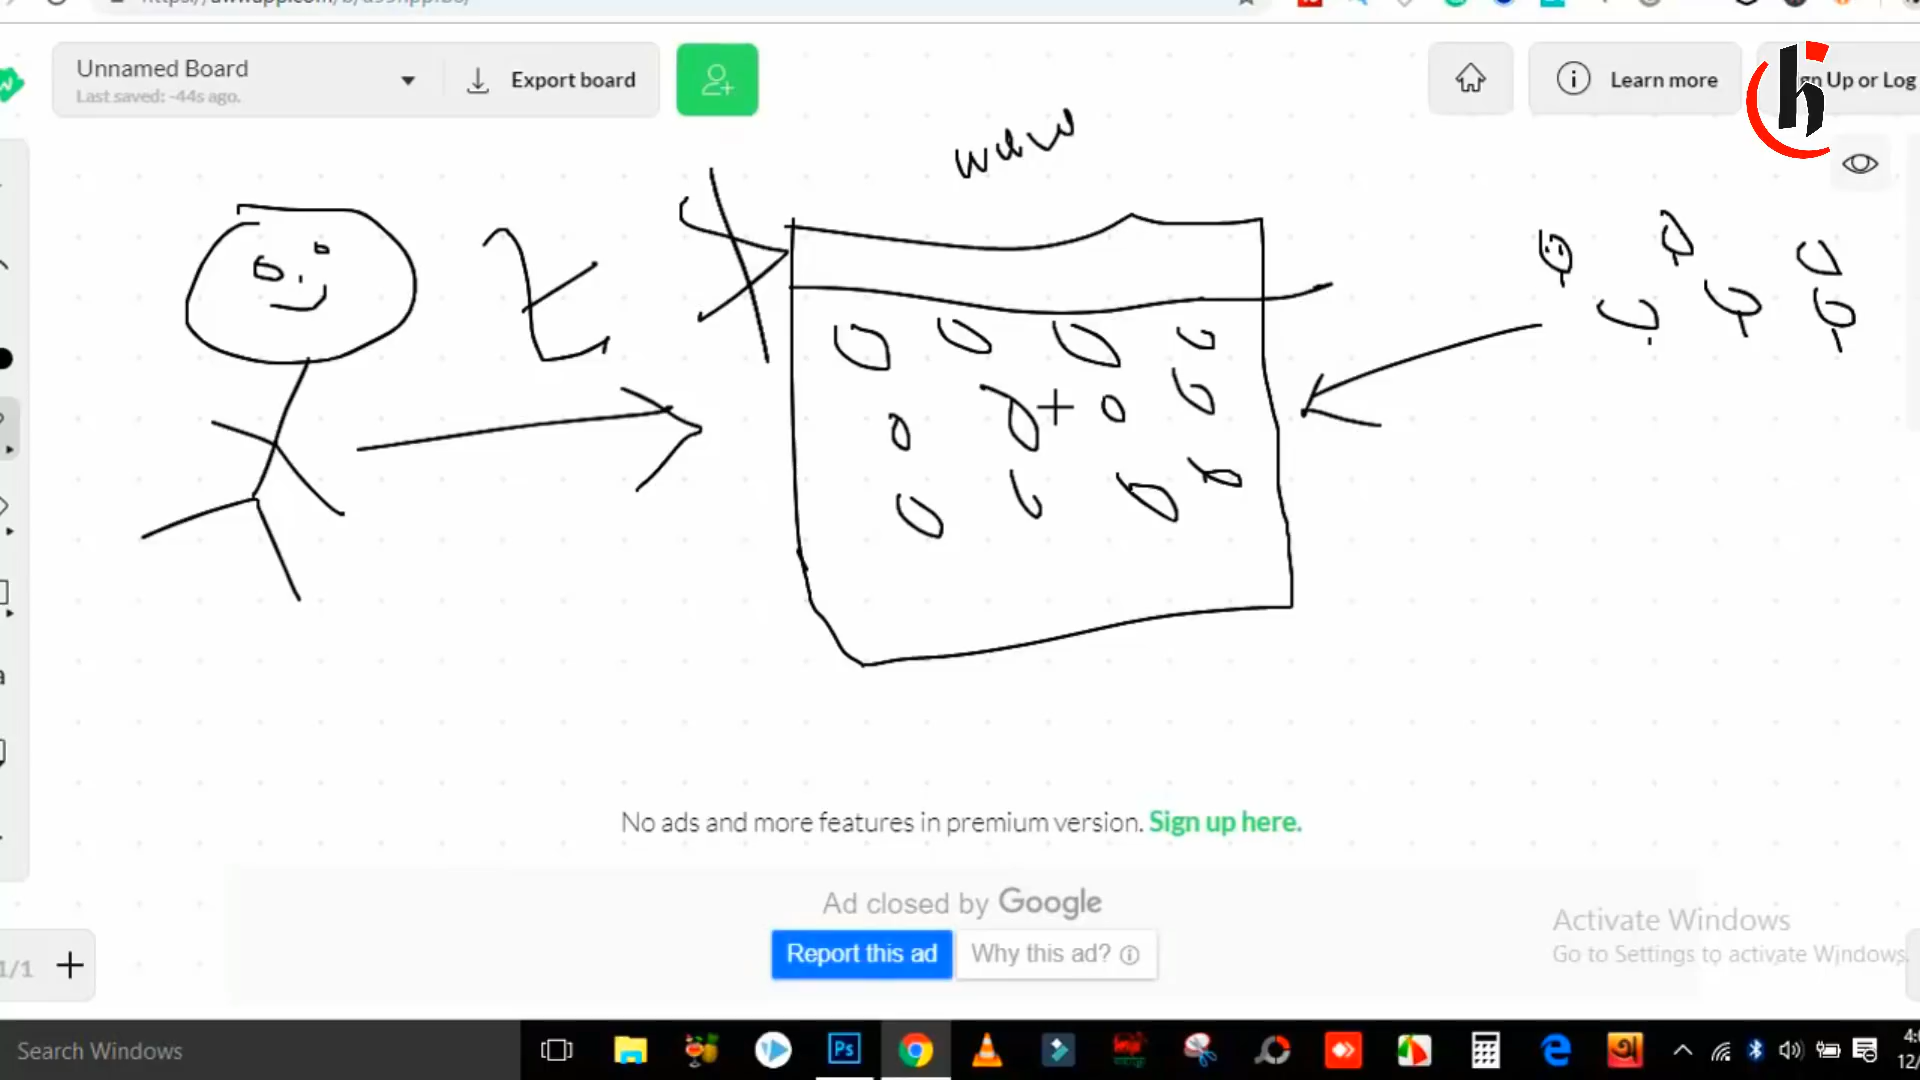 Unnamed Board
Last saved: -44s ago.
Export board
Learn more
gn Up or Log
No ads and more features in premium version. Sign up here.
Ad closed by Google
Report this ad
Why this ad?
Activate Windows
Go to Settings to activate Windows.
1/1
Search Windows
Ps